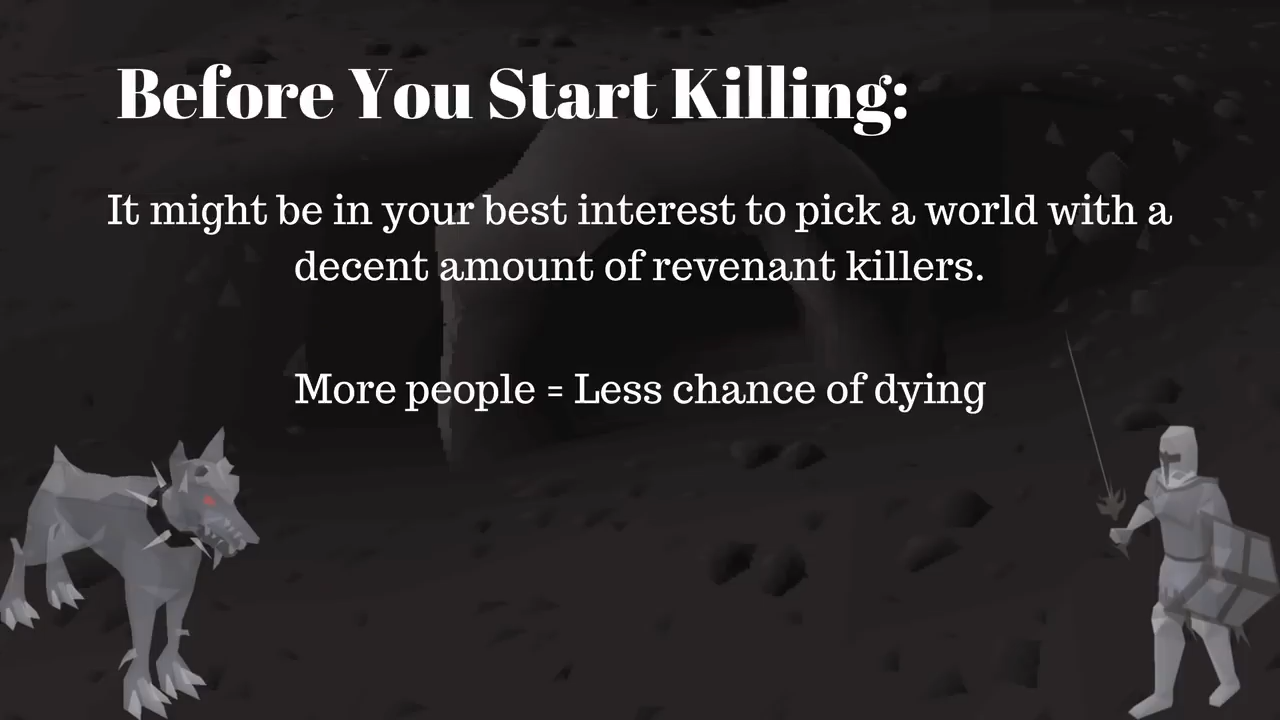 Before You Start Killing:
It might be in your best interest to pick a world with a
decent amount of revenant killers.
More people = Less chance of dying